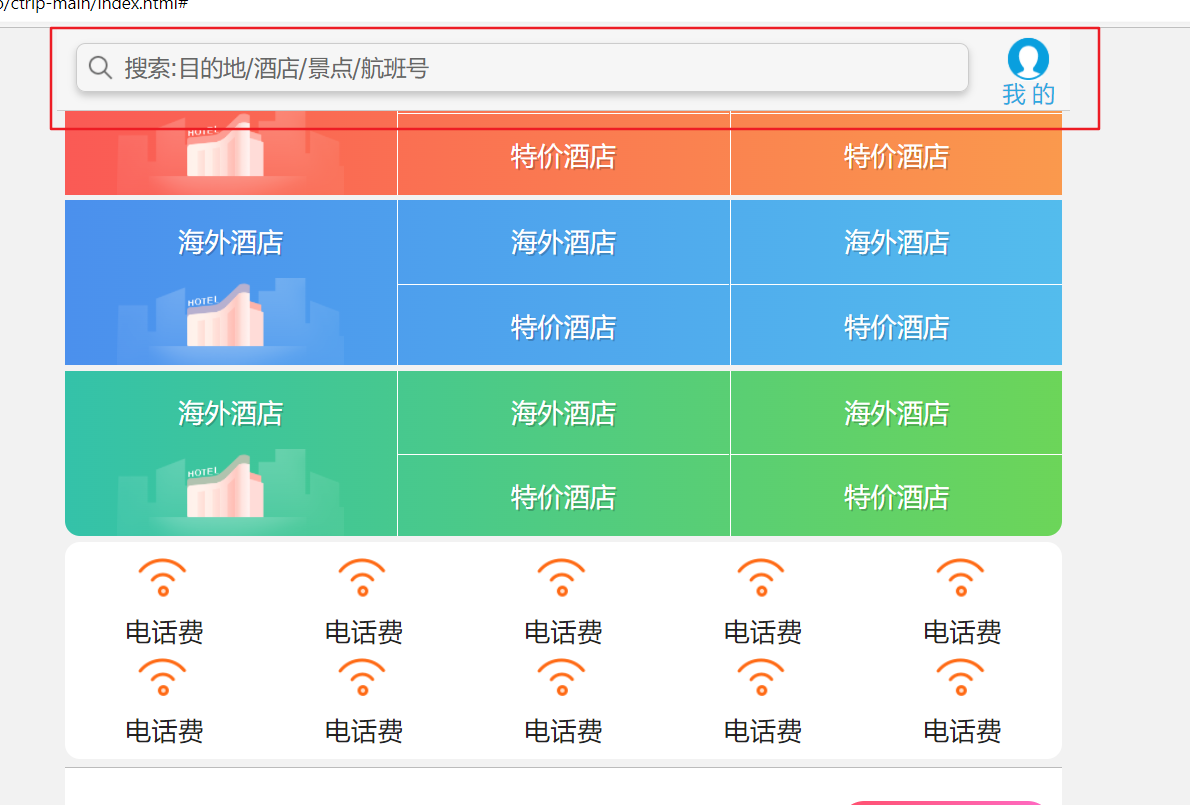 o/ctrip-main/index.html#
搜索:目的地/酒店/景点/航班号
我 的
HOTEL
特价酒店 特价酒店
海外酒店 海外酒店 海外酒店
HOTEL
特价酒店 特价酒店
海外酒店 海外酒店 海外酒店
HOTEL
特价酒店 特价酒店
电话费 电话费 电话费 电话费 电话费
电话费 电话费 电话费 电话费 电话费